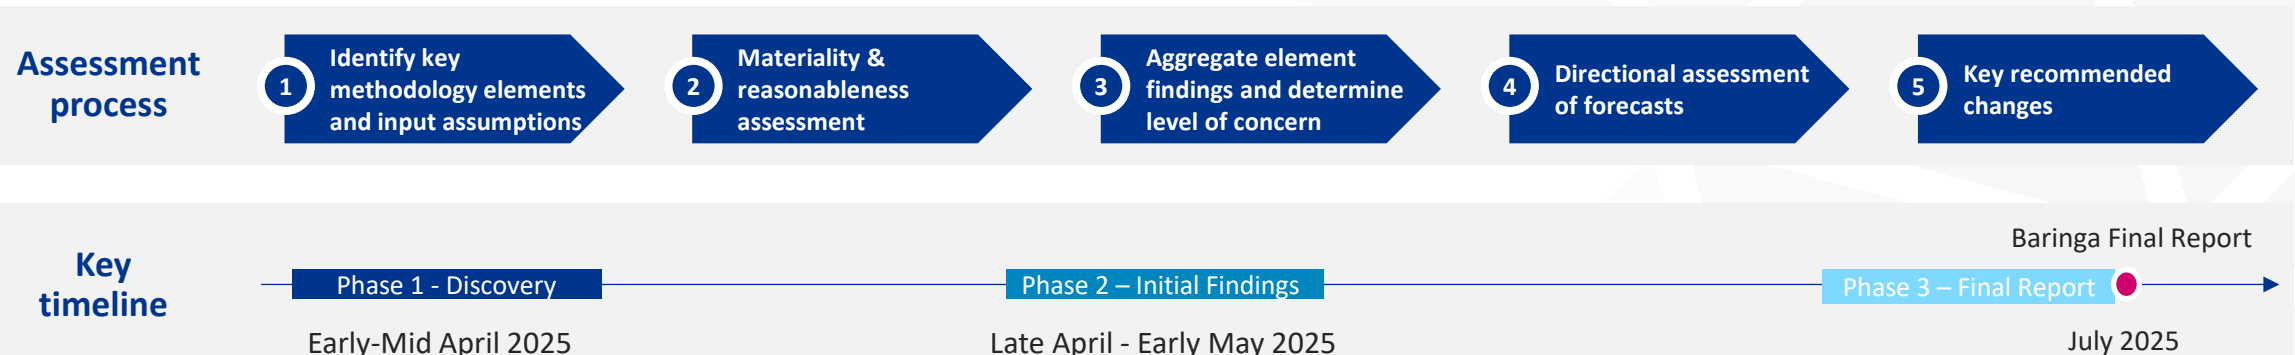 Assessment
process
1
Identify key
methodology elements
and input assumptions
2
Materiality &
reasonableness
assessment
3
Aggregate element
findings and determine
level of concern
4
Directional assessment
of forecasts
5
Key recommended
changes
Key
timeline
Baringa Final Report
Phase 1 - Discovery
Phase 2 – Initial Findings
Phase 3 – Final Report
Early-Mid April 2025
Late April - Early May 2025
July 2025